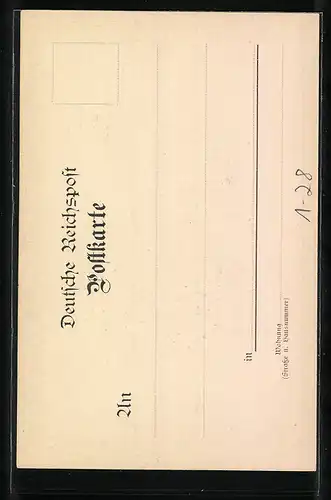 Deutsche Reichspost
Postkarte
An
in
Wohnung
(Straße u. Hausnummer)
1-28